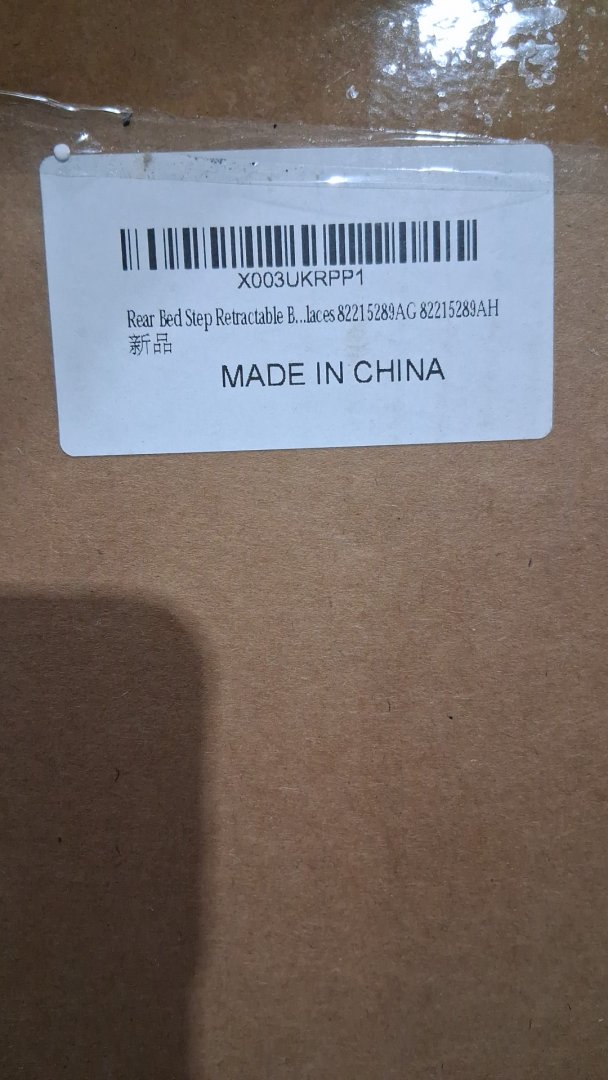 X003UKRPP1
Rear Bed Step Retractable B...laces 82215289AG 82215289AH
新品
MADE IN CHINA